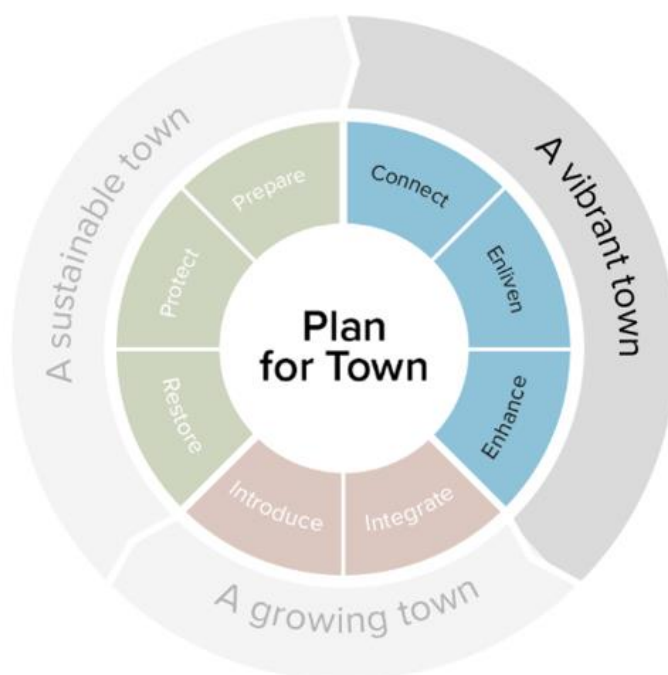 Plan
for Town
A vibrant town
Connect
Enliven
Enhance
A growing town
Integrate
Introduce
A sustainable town
Restore
Protect
Prepare